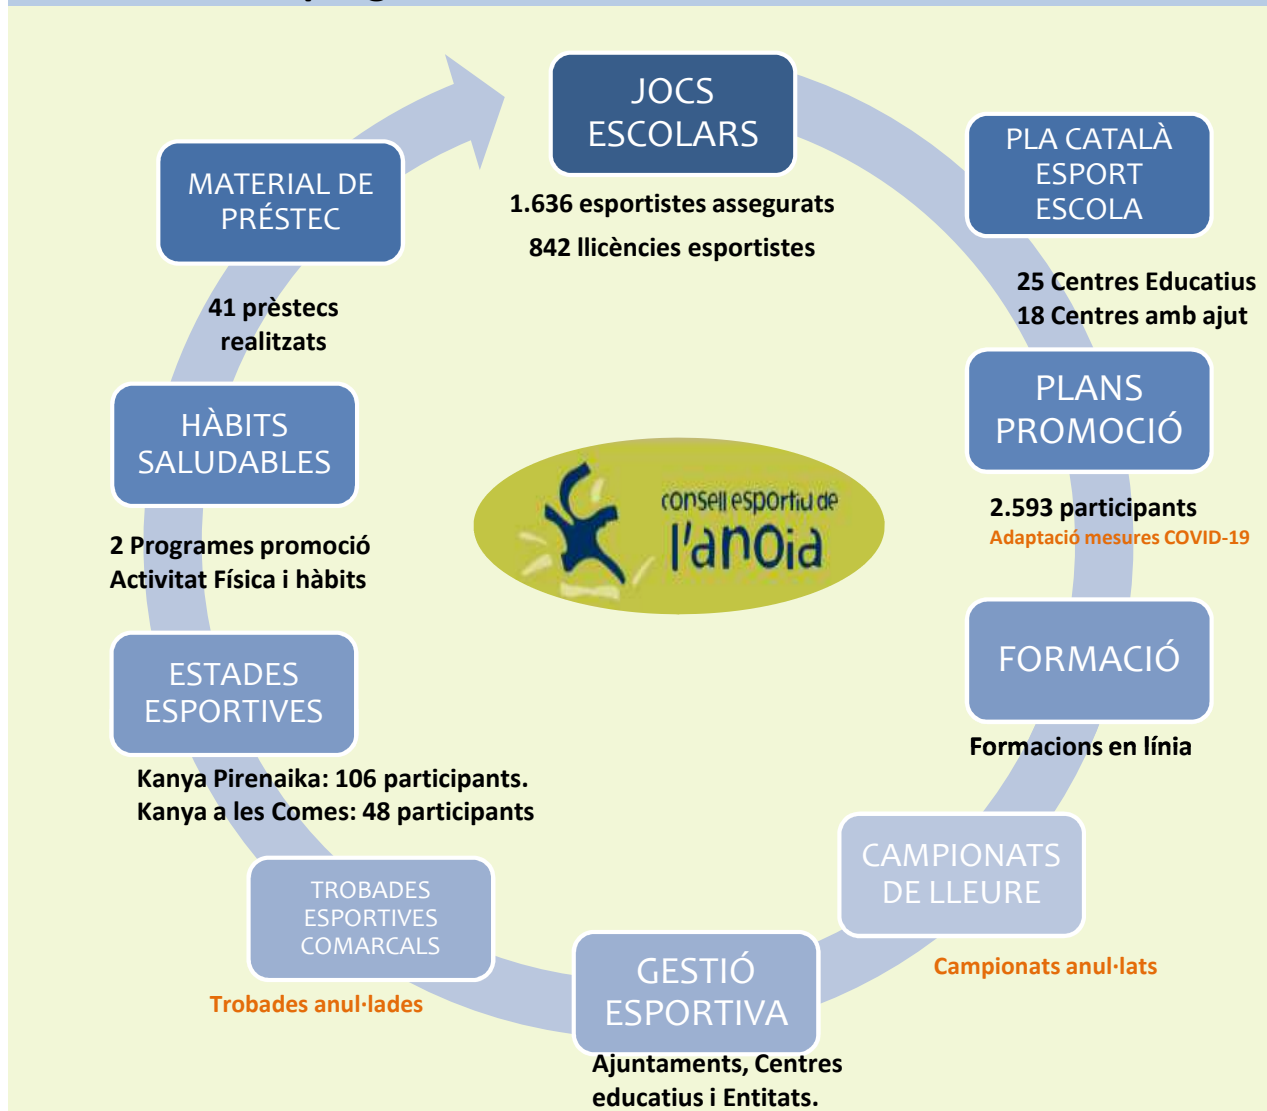 JOCS
ESCOLARS
1.636 esportistes assegurats
842 llicències esportistes
PLA CATALÀ
ESPORT
ESCOLA
25 Centres Educatius
18 Centres amb ajut
PLANS
PROMOCIÓ
2.593 participants
Adaptació mesures COVID-19
FORMACIÓ
Formacions en línia
CAMPIONATS
DE LLEURE
Campionats anul·lats
GESTIÓ
ESPORTIVA
Ajuntaments, Centres
educatius i Entitats.
TROBADES
ESPORTIVES
COMARCALS
Trobades anul·lades
ESTADES
ESPORTIVES
Kanya Pirenaika: 106 participants.
Kanya a les Comes: 48 participants
HÀBITS
SALUDABLES
2 Programes promoció
Activitat Física i hàbits
MATERIAL DE
PRÉSTEC
41 prèstecs
realitzats
consell esportiu de
l'anoia